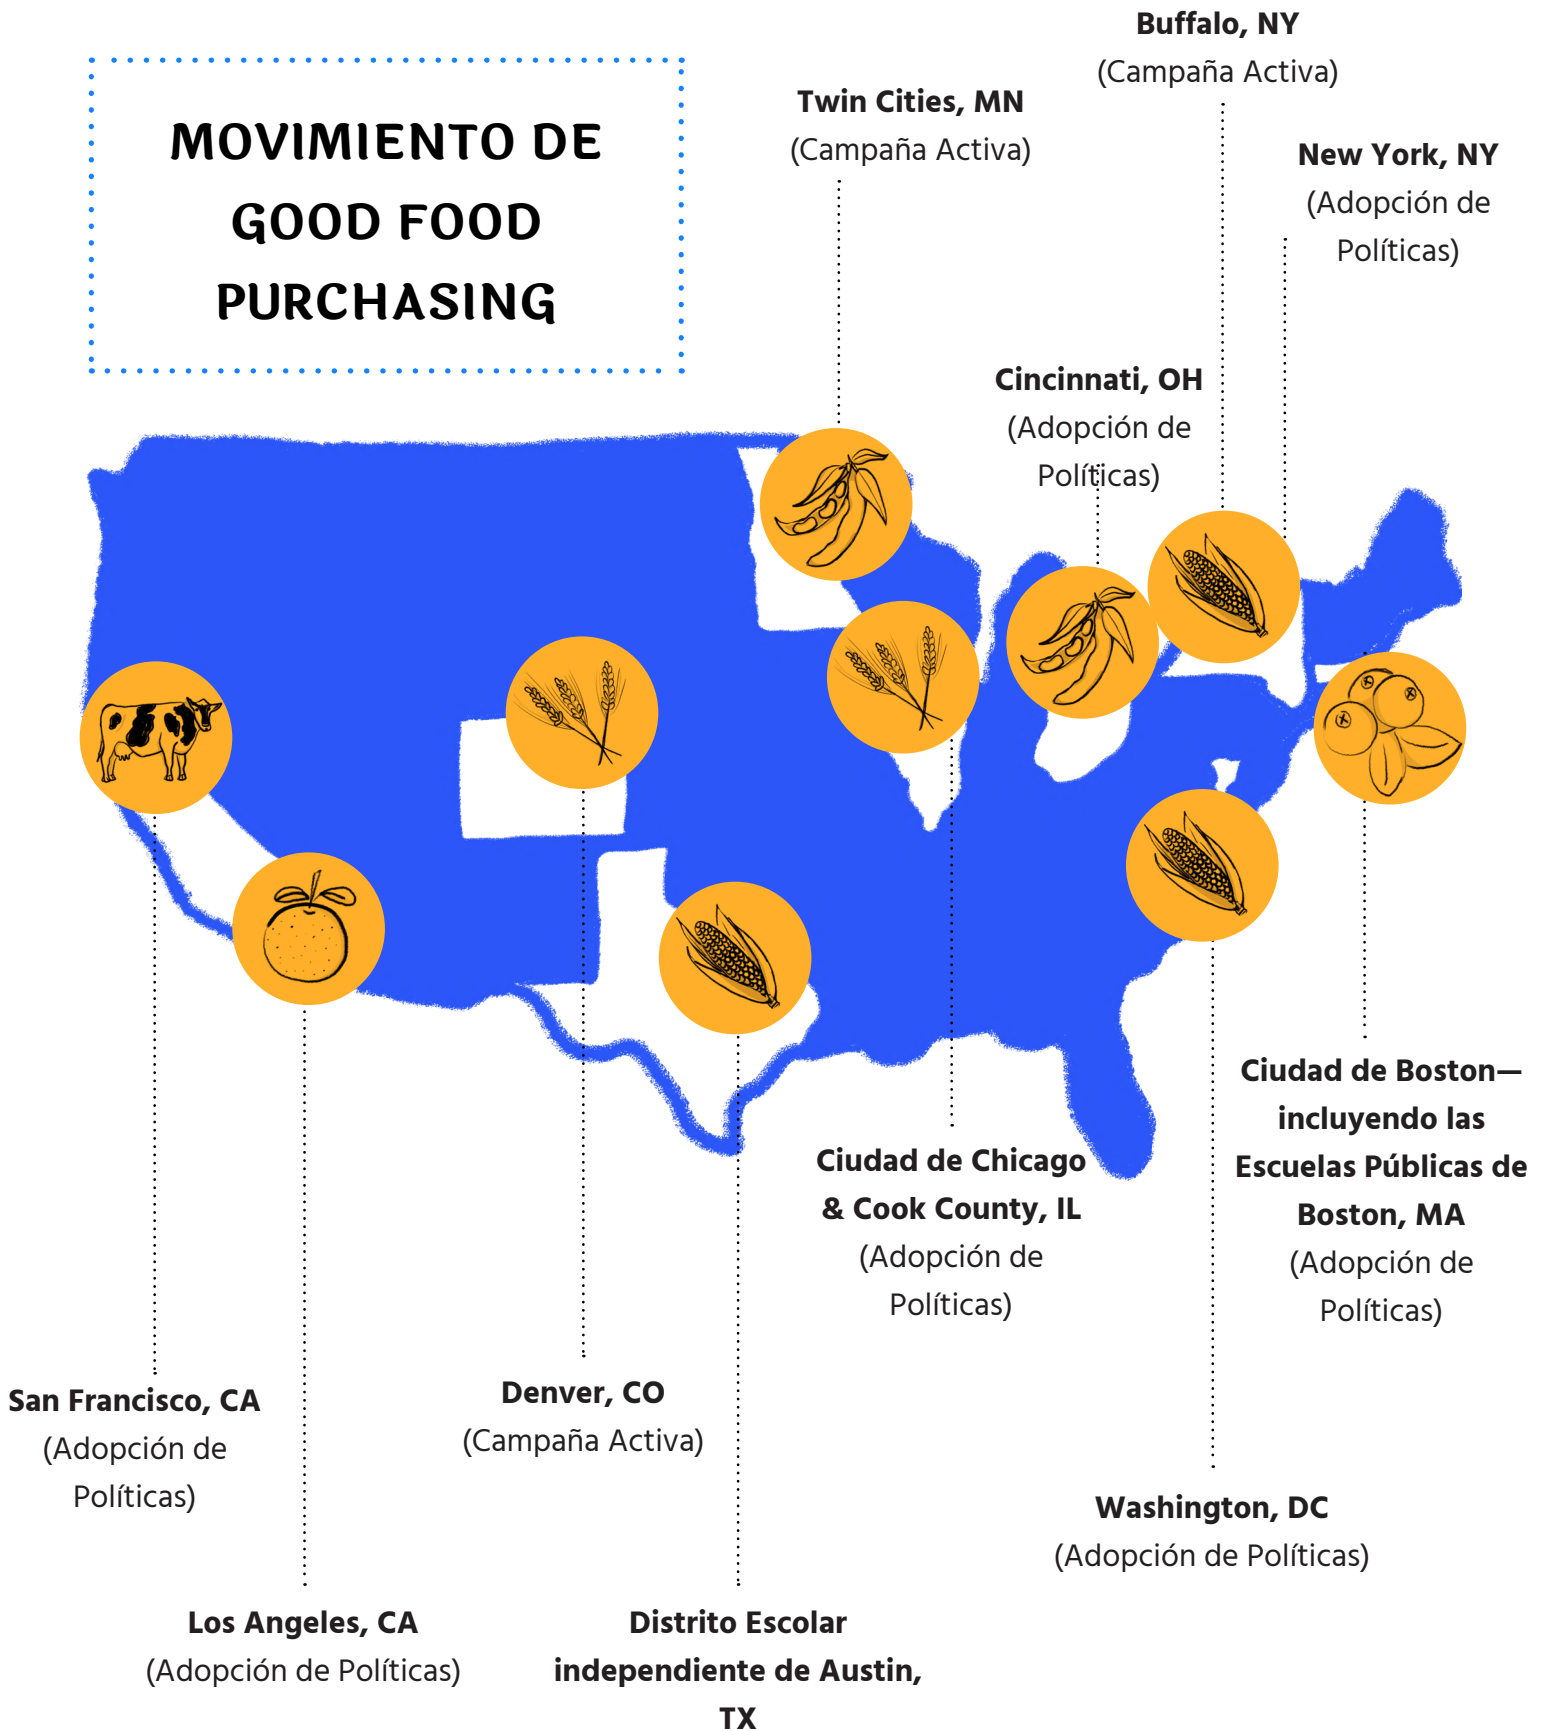 MOVIMIENTO DE
GOOD FOOD
PURCHASING
Buffalo, NY
(Campaña Activa)
Twin Cities, MN
(Campaña Activa)
New York, NY
(Adopción de
Políticas)
Cincinnati, OH
(Adopción de
Políticas)
Ciudad de Boston—
incluyendo las
Escuelas Públicas de
Boston, MA
(Adopción de
Políticas)
Ciudad de Chicago
& Cook County, IL
(Adopción de
Políticas)
San Francisco, CA
(Adopción de
Políticas)
Denver, CO
(Campaña Activa)
Washington, DC
(Adopción de Políticas)
Los Angeles, CA
(Adopción de Políticas)
Distrito Escolar
independiente de Austin,
TX